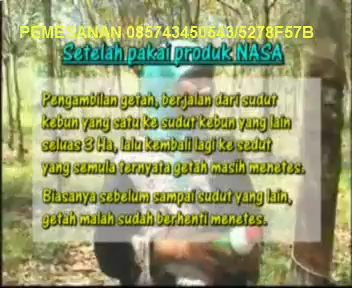 PEMESANAN 085743450543/5278F57B
Setelah pakai produk NASA
Pengambilan getah, berjalan dari sudut
kebun yang satu ke sudut kebun yang lain
seluas 3 Ha, lalu kembali lagi ke sedut
yang semula ternyata getah masih menetes.
Biasanya sebelum sampai sudut yang lain,
getah malah sudah berhenti menetes.